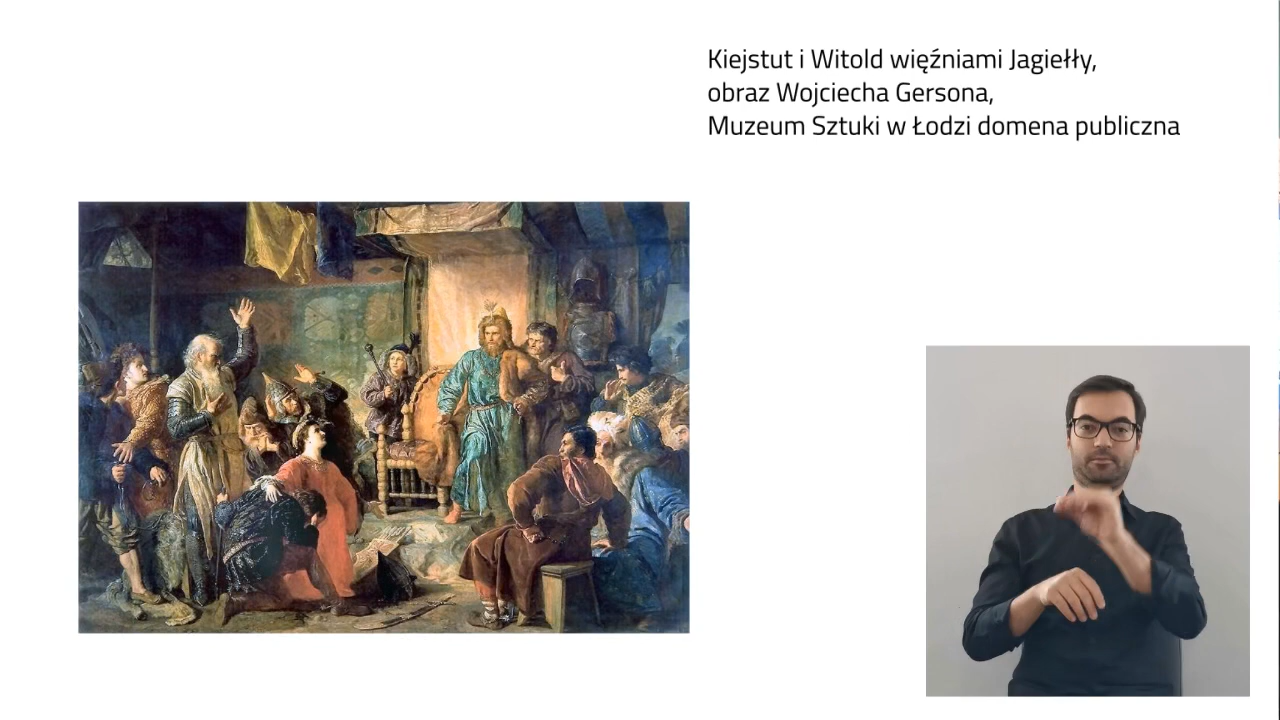 Kiejstut i Witold więźniami Jagiełły,
obraz Wojciecha Gersona,
Muzeum Sztuki w Łodzi domena publiczna